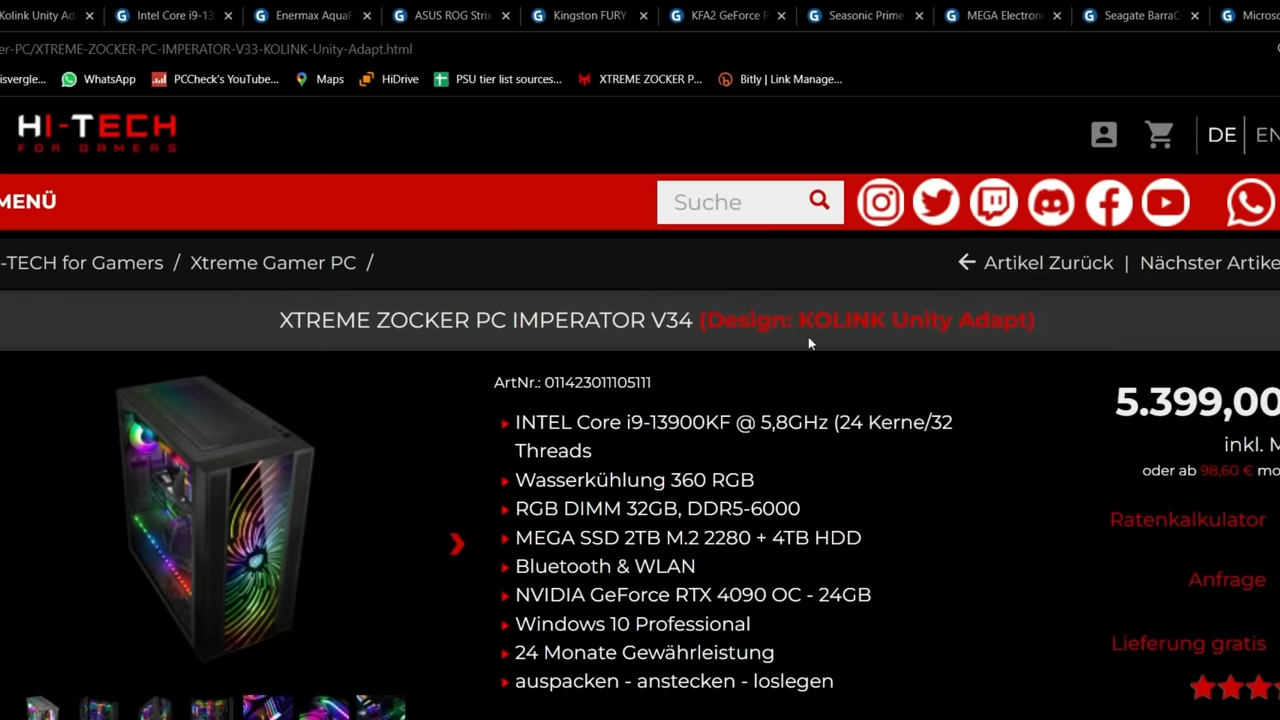 Kolink Unity Ad
Intel Core i9-13
Enermax AquaF
ASUS ROG Strix
Kingston FURY
KFA2 GeForce R
Seasonic Prime
MEGA Electron
Seagate BarraC
Micros
er-PC/XTREME-ZOCKER-PC-IMPERATOR-V33-KOLINK-Unity-Adapt.html
isvergle...
WhatsApp
PCCheck's YouTube...
Maps
HiDrive
PSU tier list sources...
XTREME ZOCKER P...
Bitly | Link Manage...
HI-TECH
FOR GAMERS
DE
EN
MENÜ
Suche
I-TECH for Gamers / Xtreme Gamer PC /
Artikel Zurück | Nächster Artike
XTREME ZOCKER PC IMPERATOR V34 (Design: KOLINK Unity Adapt)
ArtNr.: 011423011105111
INTEL Core i9-13900KF @ 5,8GHz (24 Kerne/32
Threads
Wasserkühlung 360 RGB
RGB DIMM 32GB, DDR5-6000
MEGA SSD 2TB M.2 2280 + 4TB HDD
Bluetooth & WLAN
NVIDIA GeForce RTX 4090 OC - 24GB
Windows 10 Professional
24 Monate Gewährleistung
auspacken - anstecken - loslegen
5.399,00
inkl. M
oder ab 98,60 € mo
Ratenkalkulator
Anfrage
Lieferung gratis